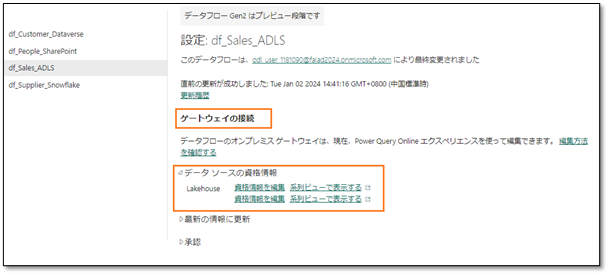 データフロー Gen2 はプレビュー段階です
df_Customer_Dataverse
df_People_SharePoint
df_Sales_ADLS
df_Supplier_Snowflake
設定: df_Sales_ADLS
このデータフローは、odl_user_1181090@faiad2024.onmicrosoft.com により最終変更されました
直前の更新が成功しました: Tue Jan 02 2024 14:41:16 GMT+0800 (中国標準時)
更新履歴
ゲートウェイの接続
データフローのオンプレミス ゲートウェイは、現在、Power Query Online エクスペリエンスを使って編集できます。 編集方法
を確認する
データ ソースの資格情報
Lakehouse 資格情報を編集 系列ビューで表示する
資格情報を編集 系列ビューで表示する
最新の情報に更新
承認